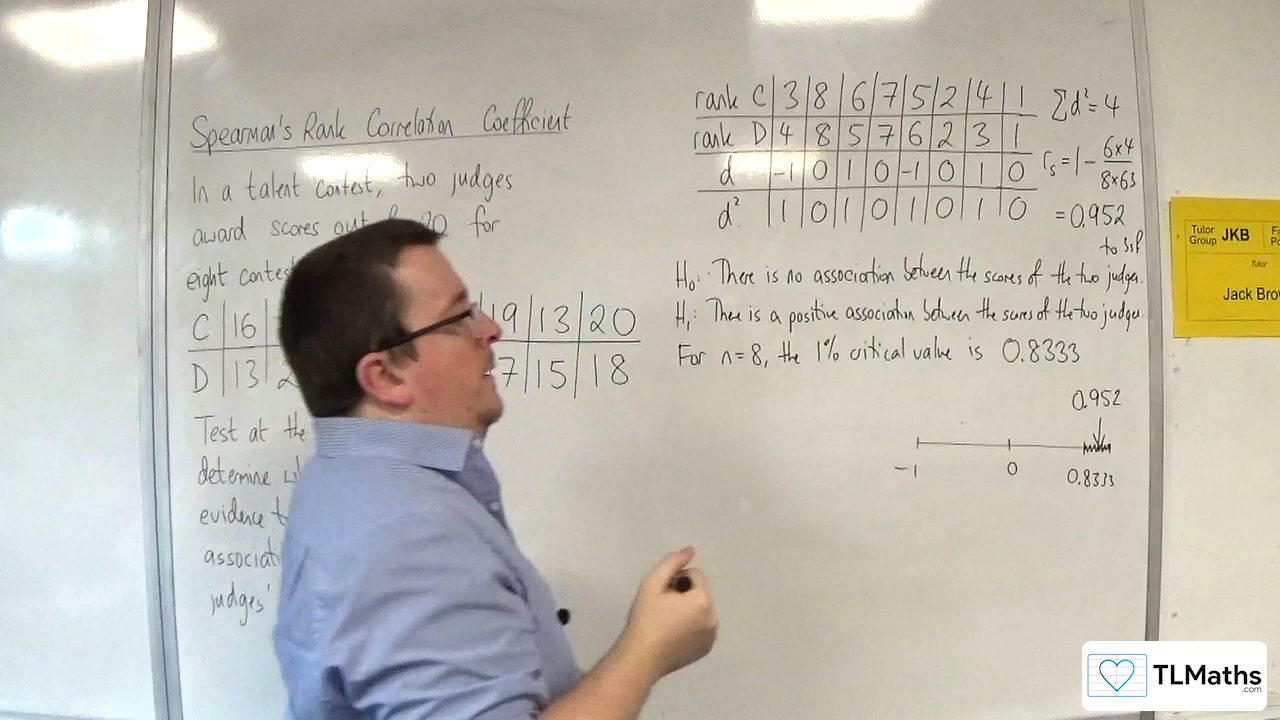 Spearman's Rank Correlation Coefficient
In a talent contest, two judges
award scores out 20 for
eight
C 16 19 13 20
D 13 7 15 18
Test at the
determine
evidence
judges'
rank C 3 8 6 7 5 2 4 1
rank D 4 8 5 7 6 2 3 1
d -1 0 1 0 -1 0 1 0
d² 1 0 1 0 1 0 1 0
Σd² = 4
rs = 1 - 6×4/8×63
= 0.952
to 3sf
H₀: There is no association between the scores of the two judges.
H₁: There is a positive association between the scores of the two judges.
For n=8, the 1% critical value is 0.8333
0.952
-1 0 0.8333
Tutor Group JKB
Tutor
Jack Bro
TLMaths
.com